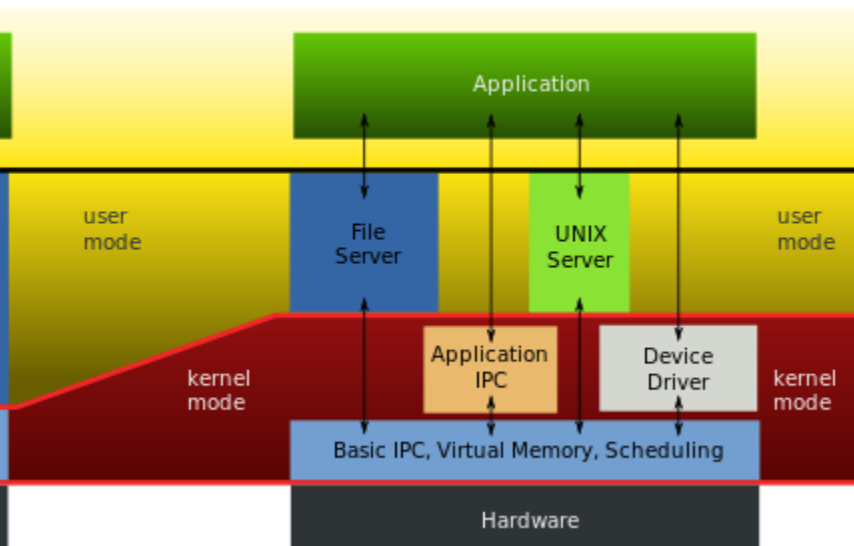 Application
user
mode
File
Server
UNIX
Server
user
mode
Application
IPC
Device
Driver
kernel
mode
kernel
mode
Basic IPC, Virtual Memory, Scheduling
Hardware